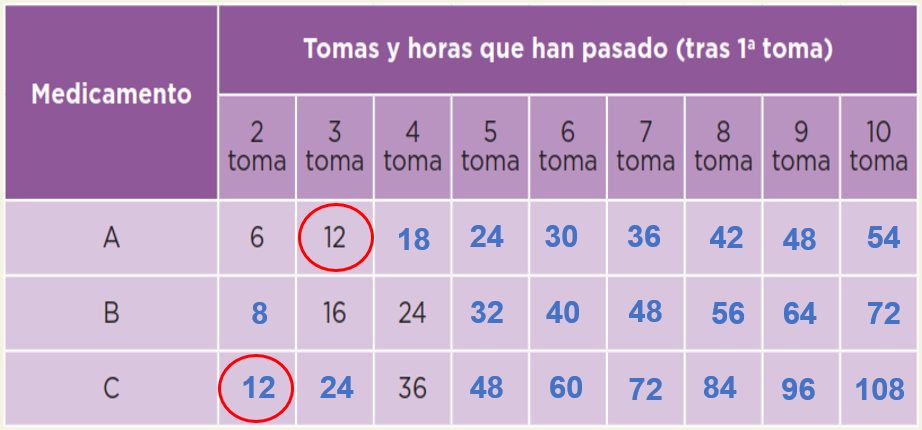 Medicamento
Tomas y horas que han pasado (tras 1ª toma)
2 toma 3 toma 4 toma 5 toma 6 toma 7 toma 8 toma 9 toma 10 toma
A 6 12 18 24 30 36 42 48 54
B 8 16 24 32 40 48 56 64 72
C 12 24 36 48 60 72 84 96 108